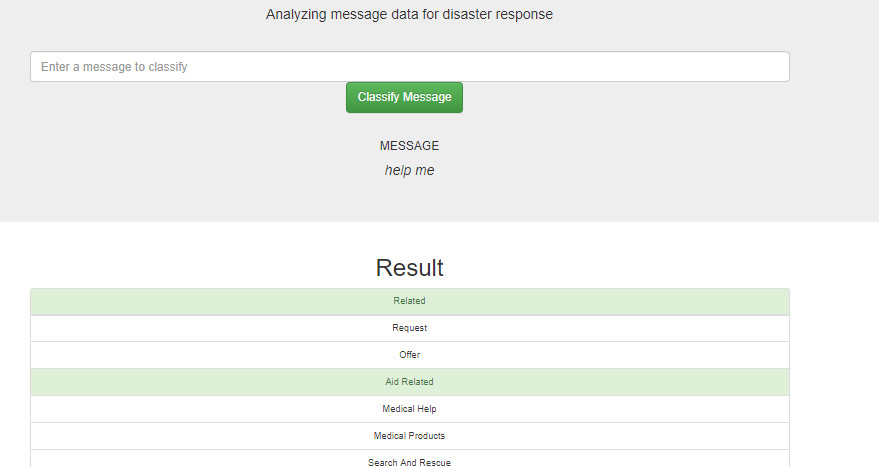 Analyzing message data for disaster response
Enter a message to classify
Classify Message
MESSAGE
help me
Result
Related
Request
Offer
Aid Related
Medical Help
Medical Products
Search And Rescue